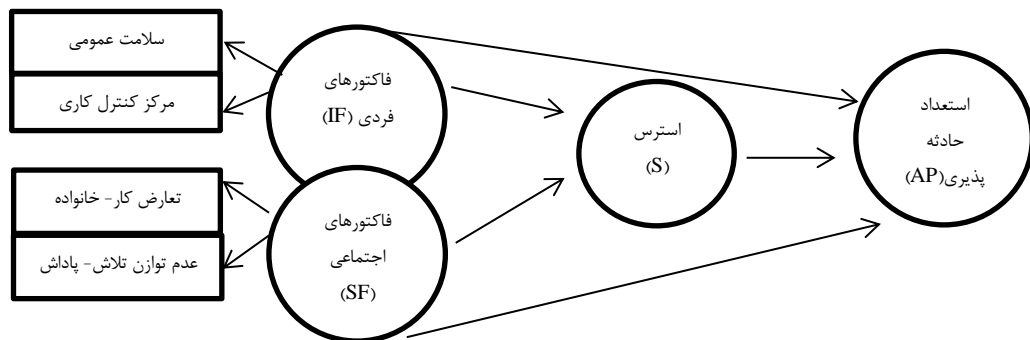 سلامت عمومی
مرکز کنترل کاری
تعارض کار- خانواده
عدم توازن تلاش- پاداش
فاکتورهای
فردی (IF)
فاکتورهای
اجتماعی
(SF)
استرس
(S)
استعداد
حادثه
پذیری(AP)